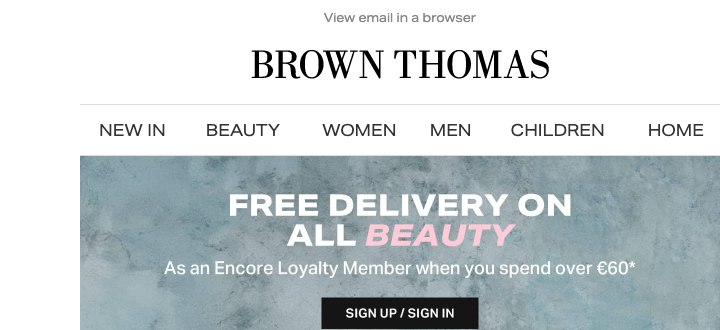 View email in a browser
BROWN THOMAS
NEW IN BEAUTY WOMEN MEN CHILDREN HOME
FREE DELIVERY ON
ALL BEAUTY
As an Encore Loyalty Member when you spend over €60*
SIGN UP / SIGN IN